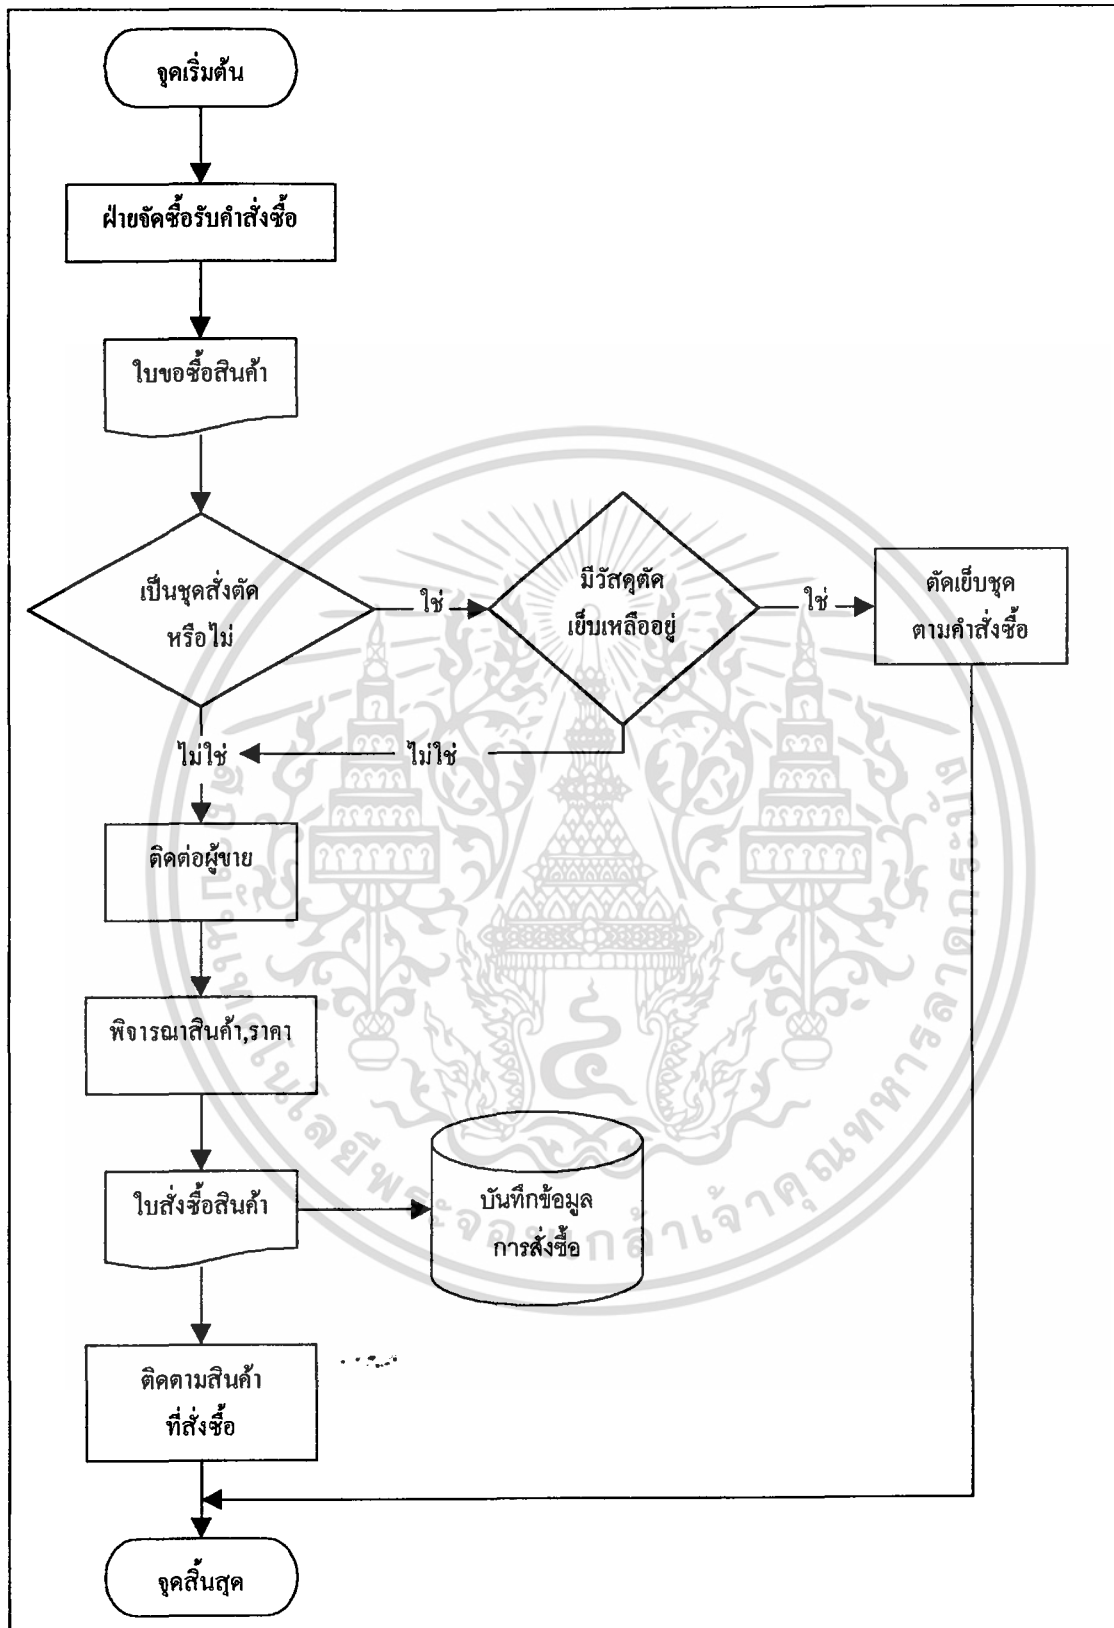 จุดเริ่มต้น
ฝ่ายจัดซื้อรับคำสั่งซื้อ
ใบขอซื้อสินค้า
เป็นชุดสั่งตัด
หรือไม่
ใช่
มีวัสดุตัด
เย็บเหลืออยู่
ใช่
ตัดเย็บชุด
ตามคำสั่งซื้อ
ไม่ใช่
ไม่ใช่
ติดต่อผู้ขาย
พิจารณาสินค้า,ราคา
ใบสั่งซื้อสินค้า
บันทึกข้อมูล
การสั่งซื้อ
ติดตามสินค้า
ที่สั่งซื้อ
จุดสิ้นสุด